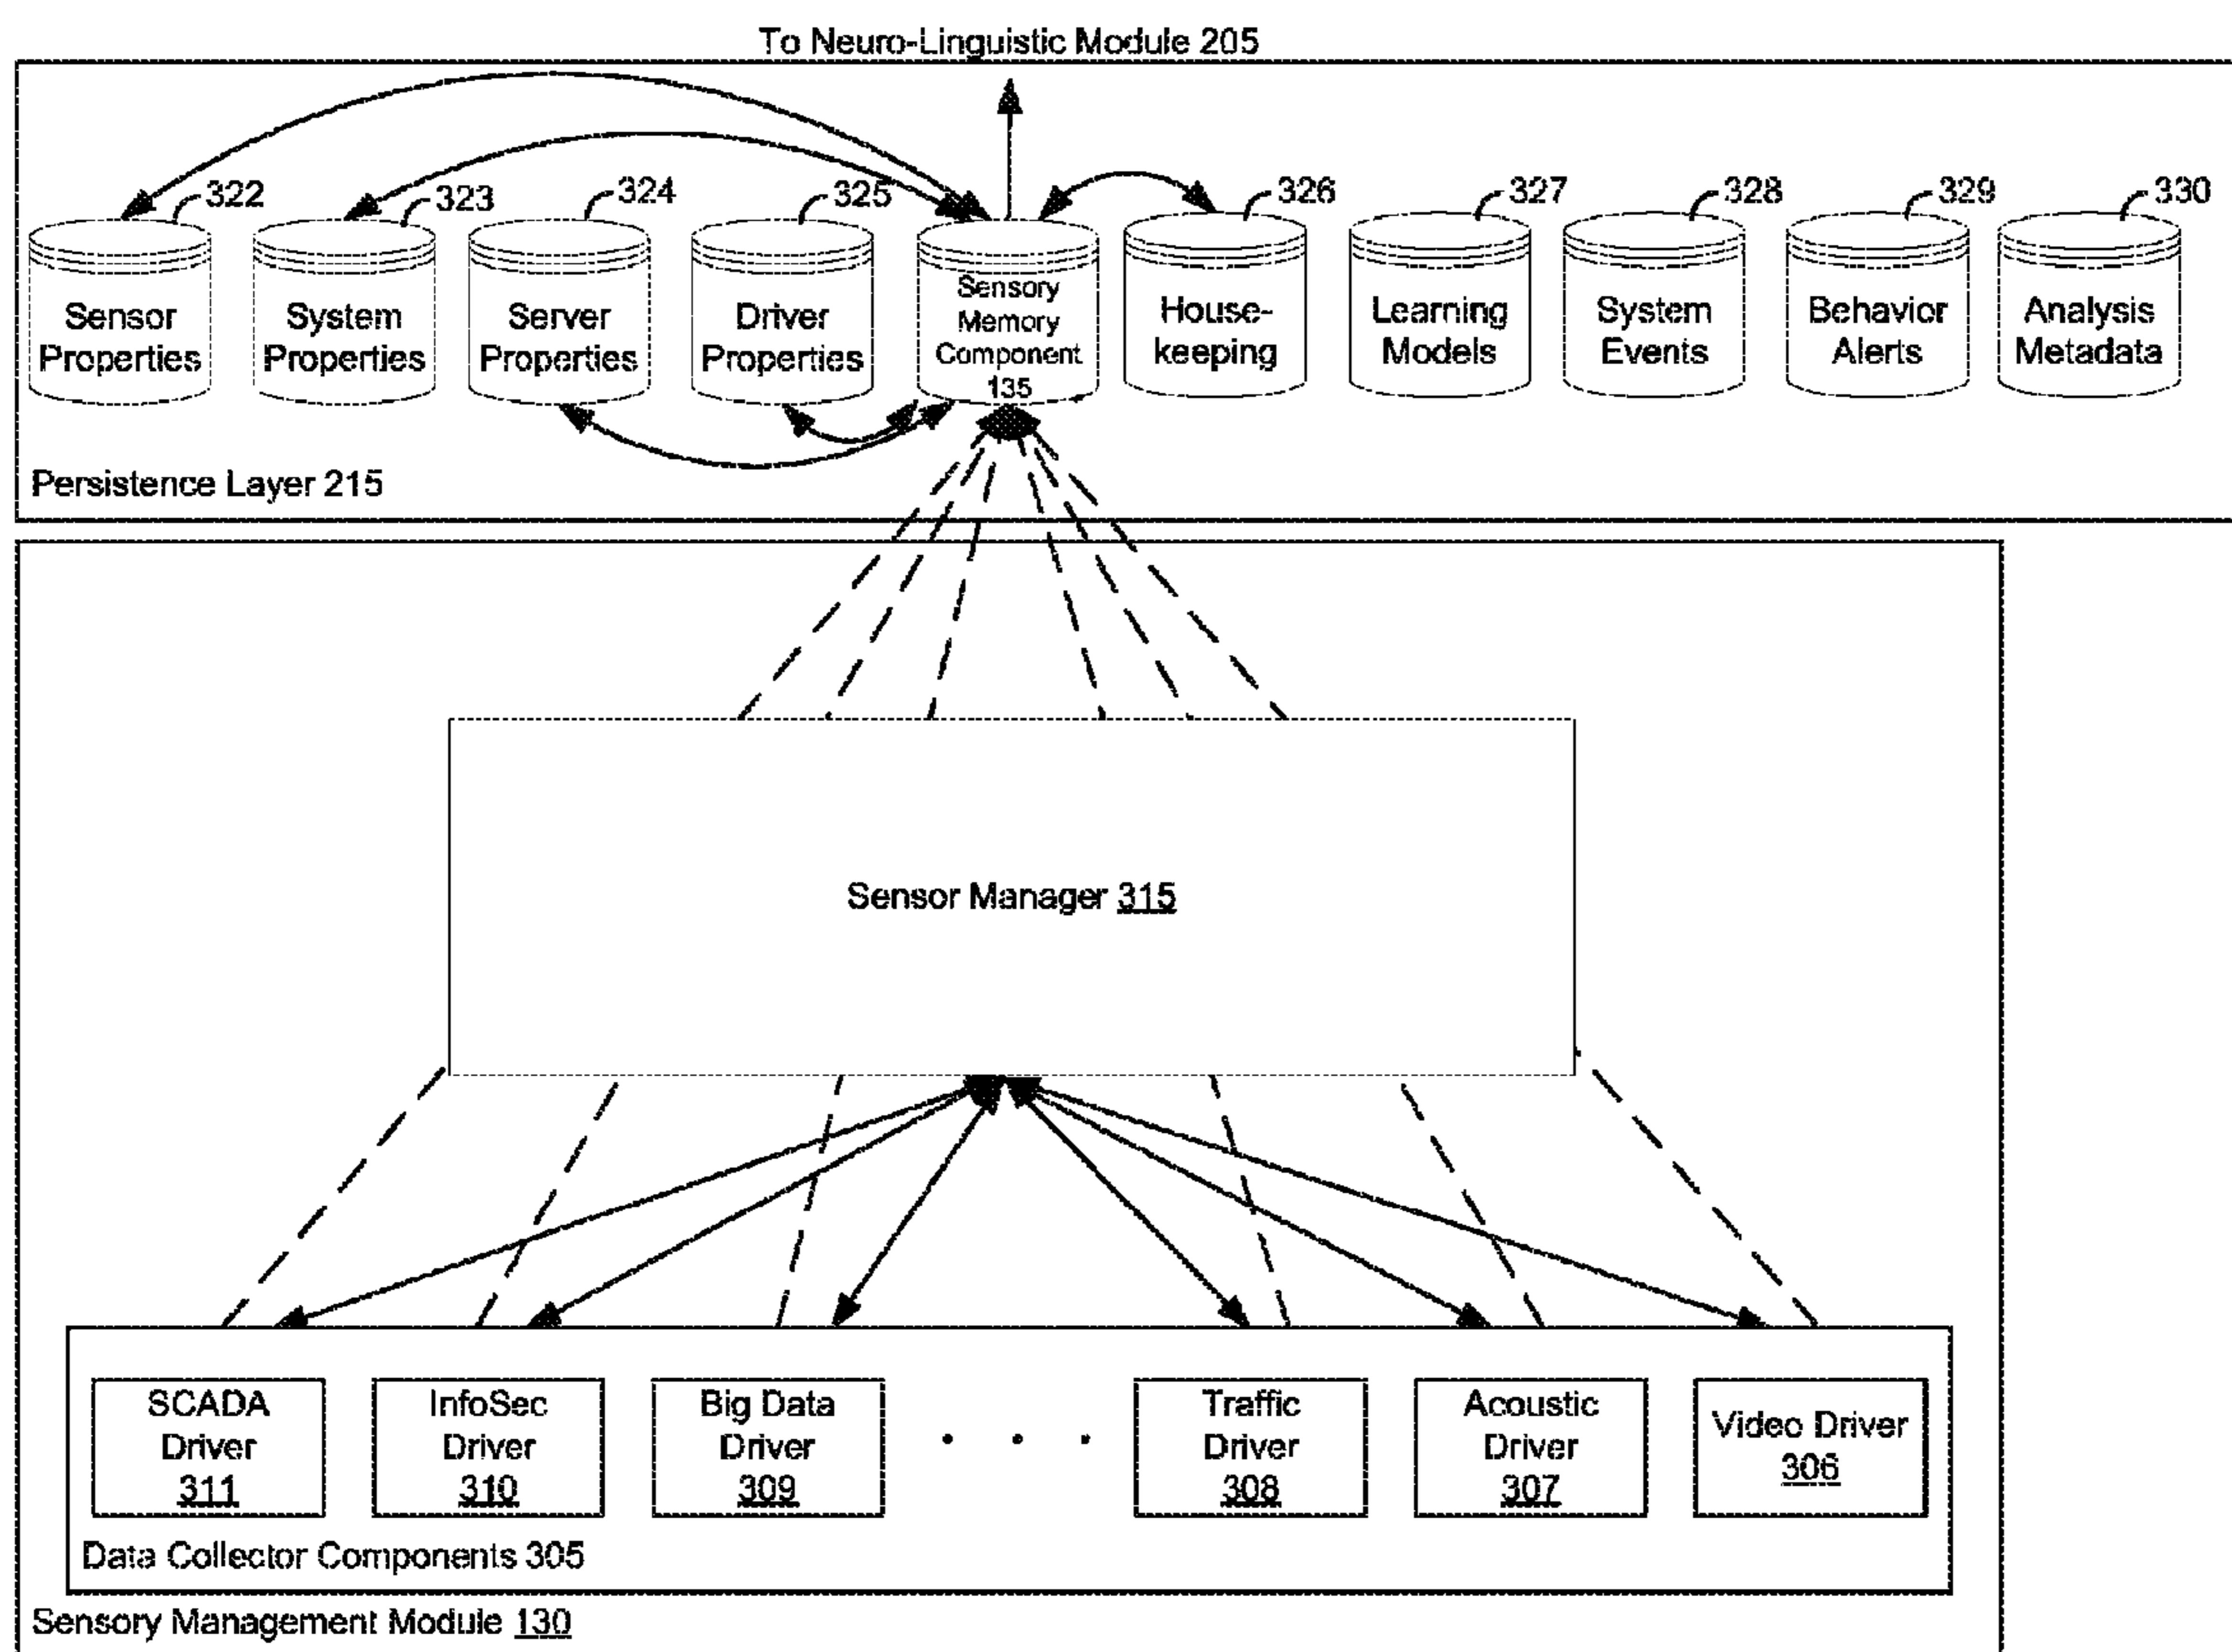 To Neuro-Linguistic Module 205
322
323
324
325
326
327
328
329
330
Sensor
Properties
System
Properties
Server
Properties
Driver
Properties
Sensory
Memory
Component
135
House-
keeping
Learning
Models
System
Events
Behavior
Alerts
Analysis
Metadata
Persistence Layer 215
Sensor Manager 315
SCADA
Driver
311
InfoSec
Driver
310
Big Data
Driver
309
. . .
Traffic
Driver
308
Acoustic
Driver
307
Video Driver
306
Data Collector Components 305
Sensory Management Module 130